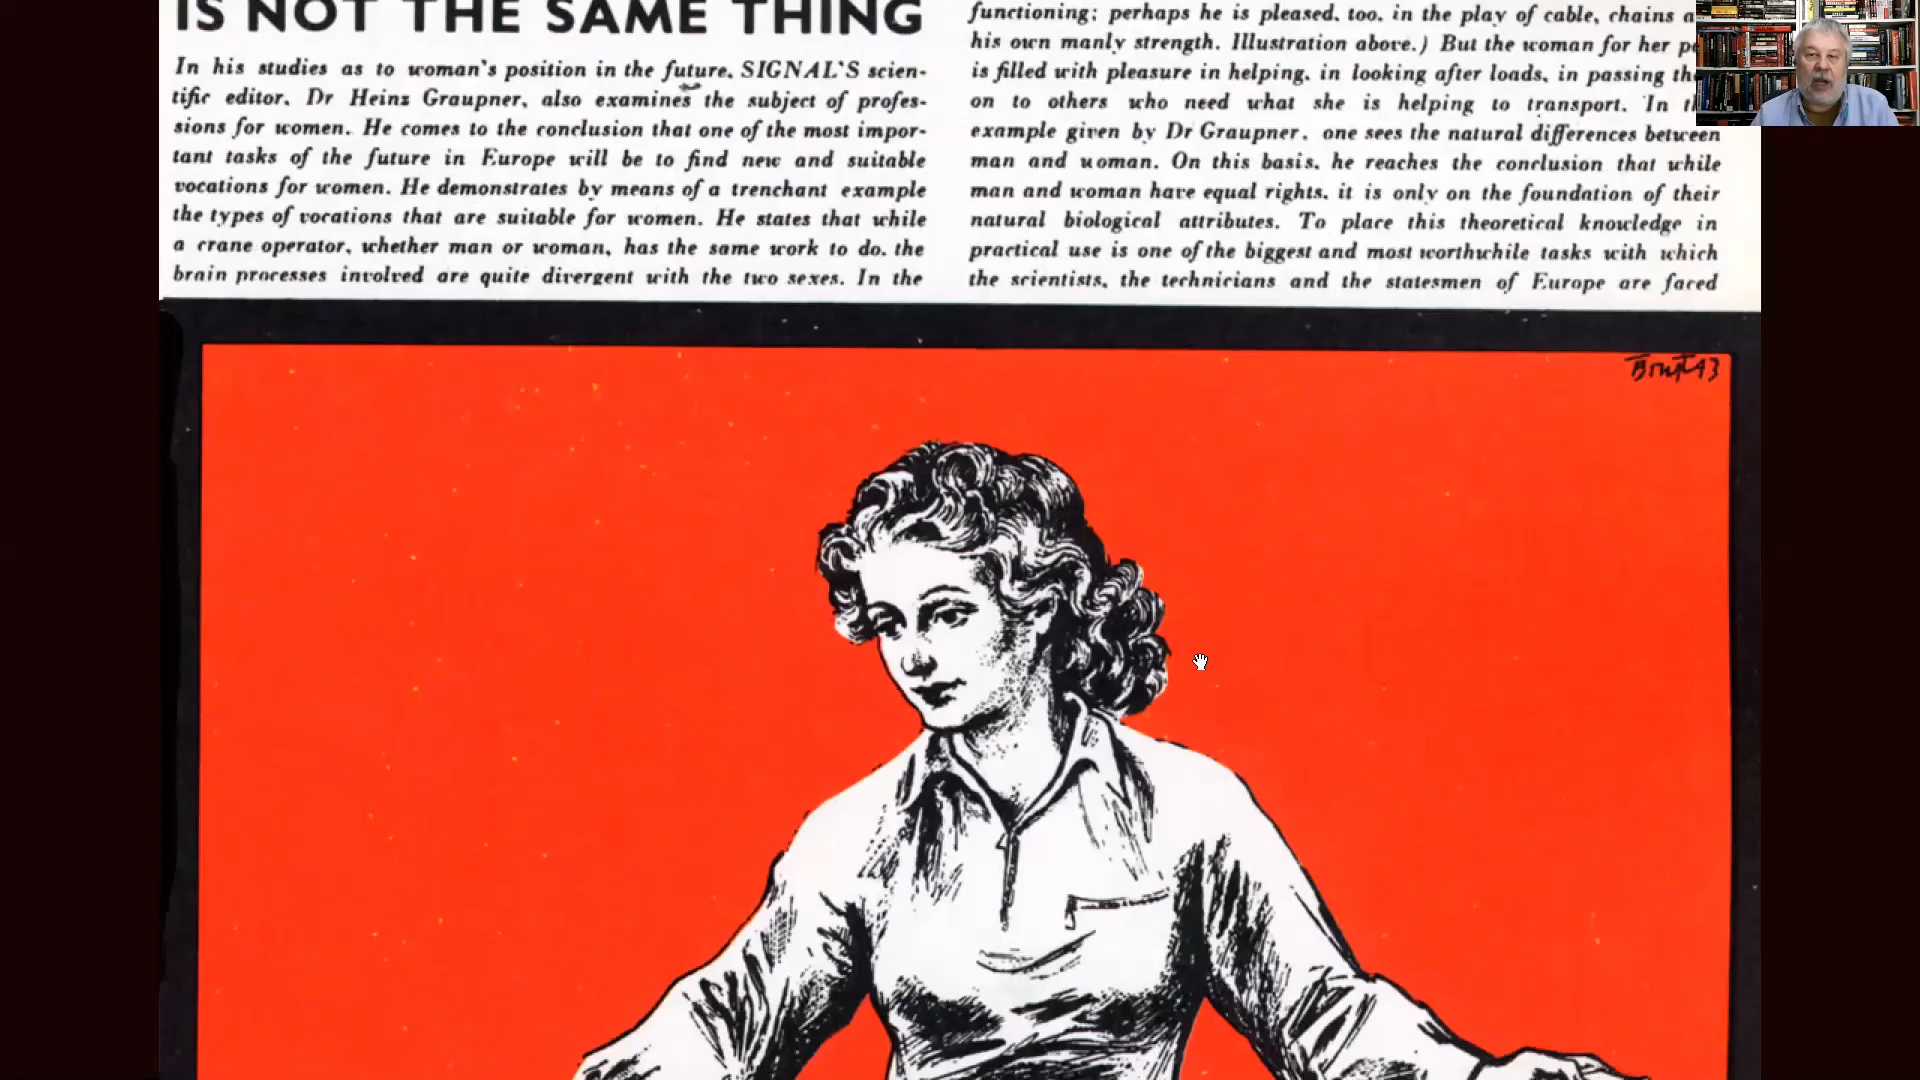 IS NOT THE SAME THING
In his studies as to woman's position in the future, SIGNAL'S scien-
tific editor, Dr Heinz Graupner, also examines the subject of profes-
sions for women. He comes to the conclusion that one of the most impor-
tant tasks of the future in Europe will be to find new and suitable
vocations for women. He demonstrates by means of a trenchant example
the types of vocations that are suitable for women. He states that while
a crane operator, whether man or woman, has the same work to do, the
brain processes involved are quite divergent with the two sexes. In the
functioning; perhaps he is pleased, too, in the play of cable, chains a
his own manly strength. Illustration above.) But the woman for her
is filled with pleasure in helping, in looking after loads, in passing
on to others who need what she is helping to transport. In
example given by Dr Graupner, one sees the natural differences between
man and woman. On this basis, he reaches the conclusion that while
man and woman have equal rights, it is only on the foundation of their
natural biological attributes. To place this theoretical knowledge in
practical use is one of the biggest and most worthwhile tasks with which
the scientists, the technicians and the statesmen of Europe are faced